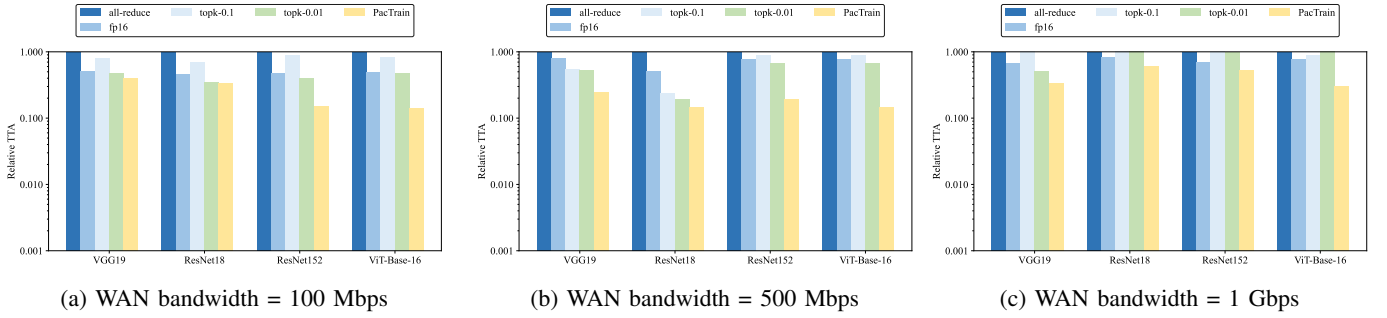 all-reduce topk-0.1 topk-0.01 PacTrain
fp16
Relative TTA
1.000
0.100
0.010
0.001
VGG19 ResNet18 ResNet152 ViT-Base-16
(a) WAN bandwidth = 100 Mbps
all-reduce topk-0.1 topk-0.01 PacTrain
fp16
Relative TTA
1.000
0.100
0.010
0.001
VGG19 ResNet18 ResNet152 ViT-Base-16
(b) WAN bandwidth = 500 Mbps
all-reduce topk-0.1 topk-0.01 PacTrain
fp16
Relative TTA
1.000
0.100
0.010
0.001
VGG19 ResNet18 ResNet152 ViT-Base-16
(c) WAN bandwidth = 1 Gbps